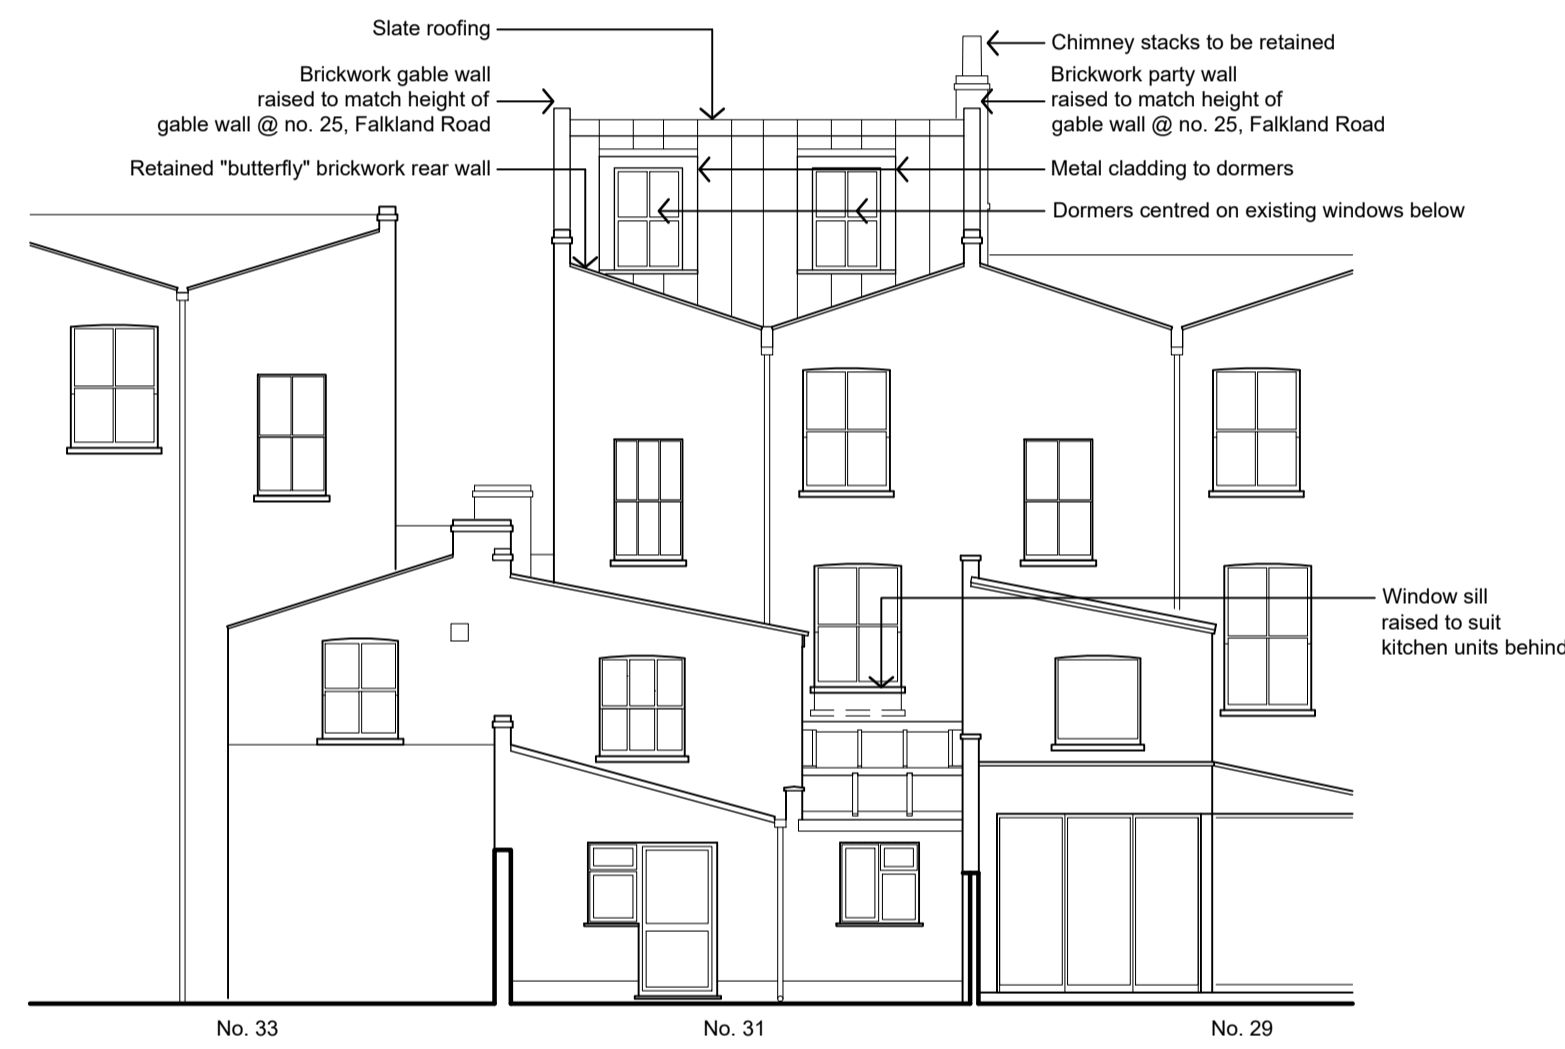 Slate roofing
Brickwork gable wall
raised to match height of
gable wall @ no. 25, Falkland Road
Retained "butterfly" brickwork rear wall
Chimney stacks to be retained
Brickwork party wall
raised to match height of
gable wall @ no. 25, Falkland Road
Metal cladding to dormers
Dormers centred on existing windows below
Window sill
raised to suit
kitchen units behind
No. 33
No. 31
No. 29